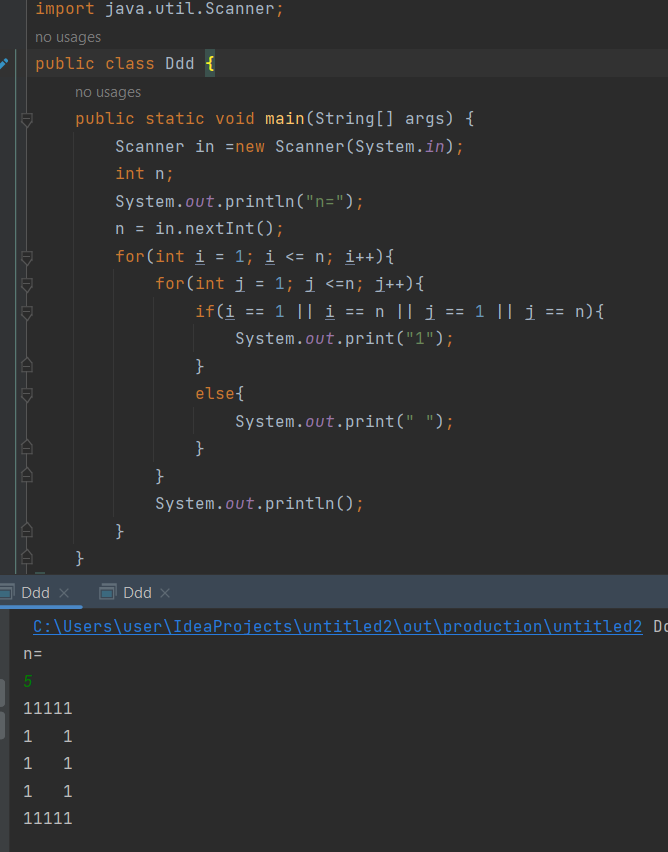 import java.util.Scanner;
no usages
public class Ddd {
no usages
public static void main(String[] args) {
Scanner in =new Scanner(System.in);
int n;
System.out.println("n=");
n = in.nextInt();
for(int i = 1; i <= n; i++){
for(int j = 1; j <=n; j++){
if(i == 1 || i == n || j == 1 || j == n){
System.out.print("1");
}
else{
System.out.print(" ");
}
}
System.out.println();
}
}
Ddd × Ddd ×
C:\Users\user\IdeaProjects\untitled2\out\production\untitled2
n=
5
11111
1   1
1   1
1   1
11111